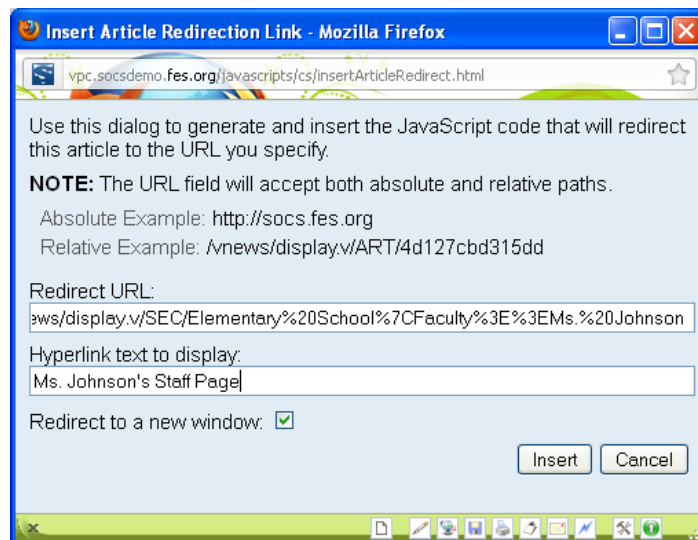 Insert Article Redirection Link - Mozilla Firefox
vpc.socsdemo.fes.org/javascripts/cs/insertArticleRedirect.html
Use this dialog to generate and insert the JavaScript code that will redirect
this article to the URL you specify.
NOTE: The URL field will accept both absolute and relative paths.
Absolute Example: http://socs.fes.org
Relative Example: /vnews/display.v/ART/4d127cbd315dd
Redirect URL:
ews/display.v/SEC/Elementary%20School%7CFaculty%3E%3EMs.%20Johnson
Hyperlink text to display:
Ms. Johnson's Staff Page
Redirect to a new window:
Insert Cancel